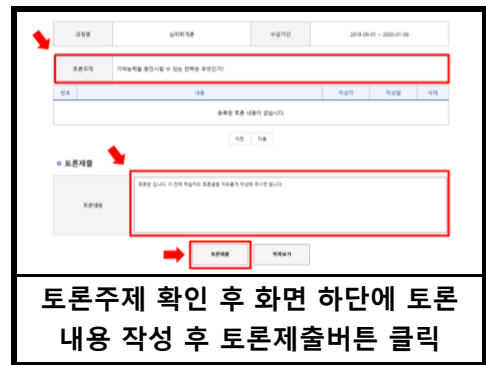 과정명 심리학개론 수강기간 2019-09-01 ~ 2020-01-06
토론주제 기억능력을 증진시킬 수 있는 전략은 무엇인가?
번호 내용 작성자 작성일 삭제
등록된 토론 내용이 없습니다.
이전 다음
토론제출
토론방 입니다. 이 란에 학습자의 토론글을 자유롭게 작성해 주시면 됩니다.
토론내용
토론제출 목록보기
토론주제 확인 후 화면 하단에 토론
내용 작성 후 토론제출버튼 클릭